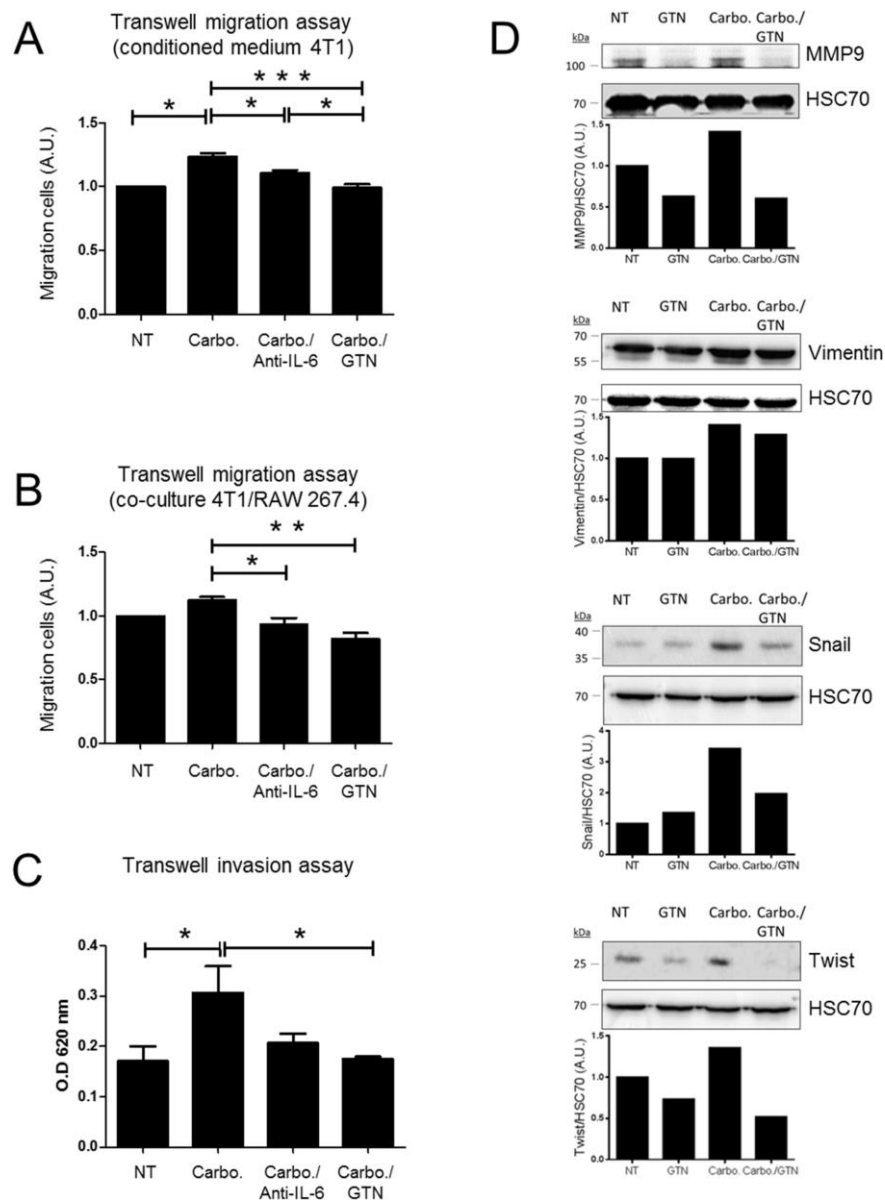 A
Transwell migration assay
(conditioned medium 4T1)
* * *
* * *
Migration cells (A.U.)
1.5
1.0
0.5
0.0
NT Carbo. Carbo./ Carbo./
Anti-IL-6 GTN
B
Transwell migration assay
(co-culture 4T1/RAW 267.4)
* *
*
Migration cells (A.U.)
1.5
1.0
0.5
0.0
NT Carbo. Carbo./ Carbo./
Anti-IL-6 GTN
C
Transwell invasion assay
* *
O.D 620 nm
0.4
0.3
0.2
0.1
0.0
NT Carbo. Carbo./ Carbo./
Anti-IL-6 GTN
D
NT GTN Carbo. Carbo./
GTN
kDa
100
MMP9
70
HSC70
MMP9/HSC70 (A.U.)
1.5
1.0
0.5
0.0
NT GTN Carbo. Carbo./GTN
NT GTN Carbo. Carbo./
GTN
kDa
70
55
Vimentin
70
HSC70
Vimentin/HSC70 (A.U.)
1.5
1.0
0.5
0.0
NT GTN Carbo. Carbo./GTN
NT GTN Carbo. Carbo./
GTN
kDa
40
35
Snail
70
HSC70
Snail/HSC70 (A.U.)
4
3
2
1
0
NT GTN Carbo. Carbo./GTN
NT GTN Carbo. Carbo./
GTN
kDa
25
Twist
70
HSC70
Twist/HSC70 (A.U.)
1.5
1.0
0.5
0.0
NT GTN Carbo. Carbo./GTN